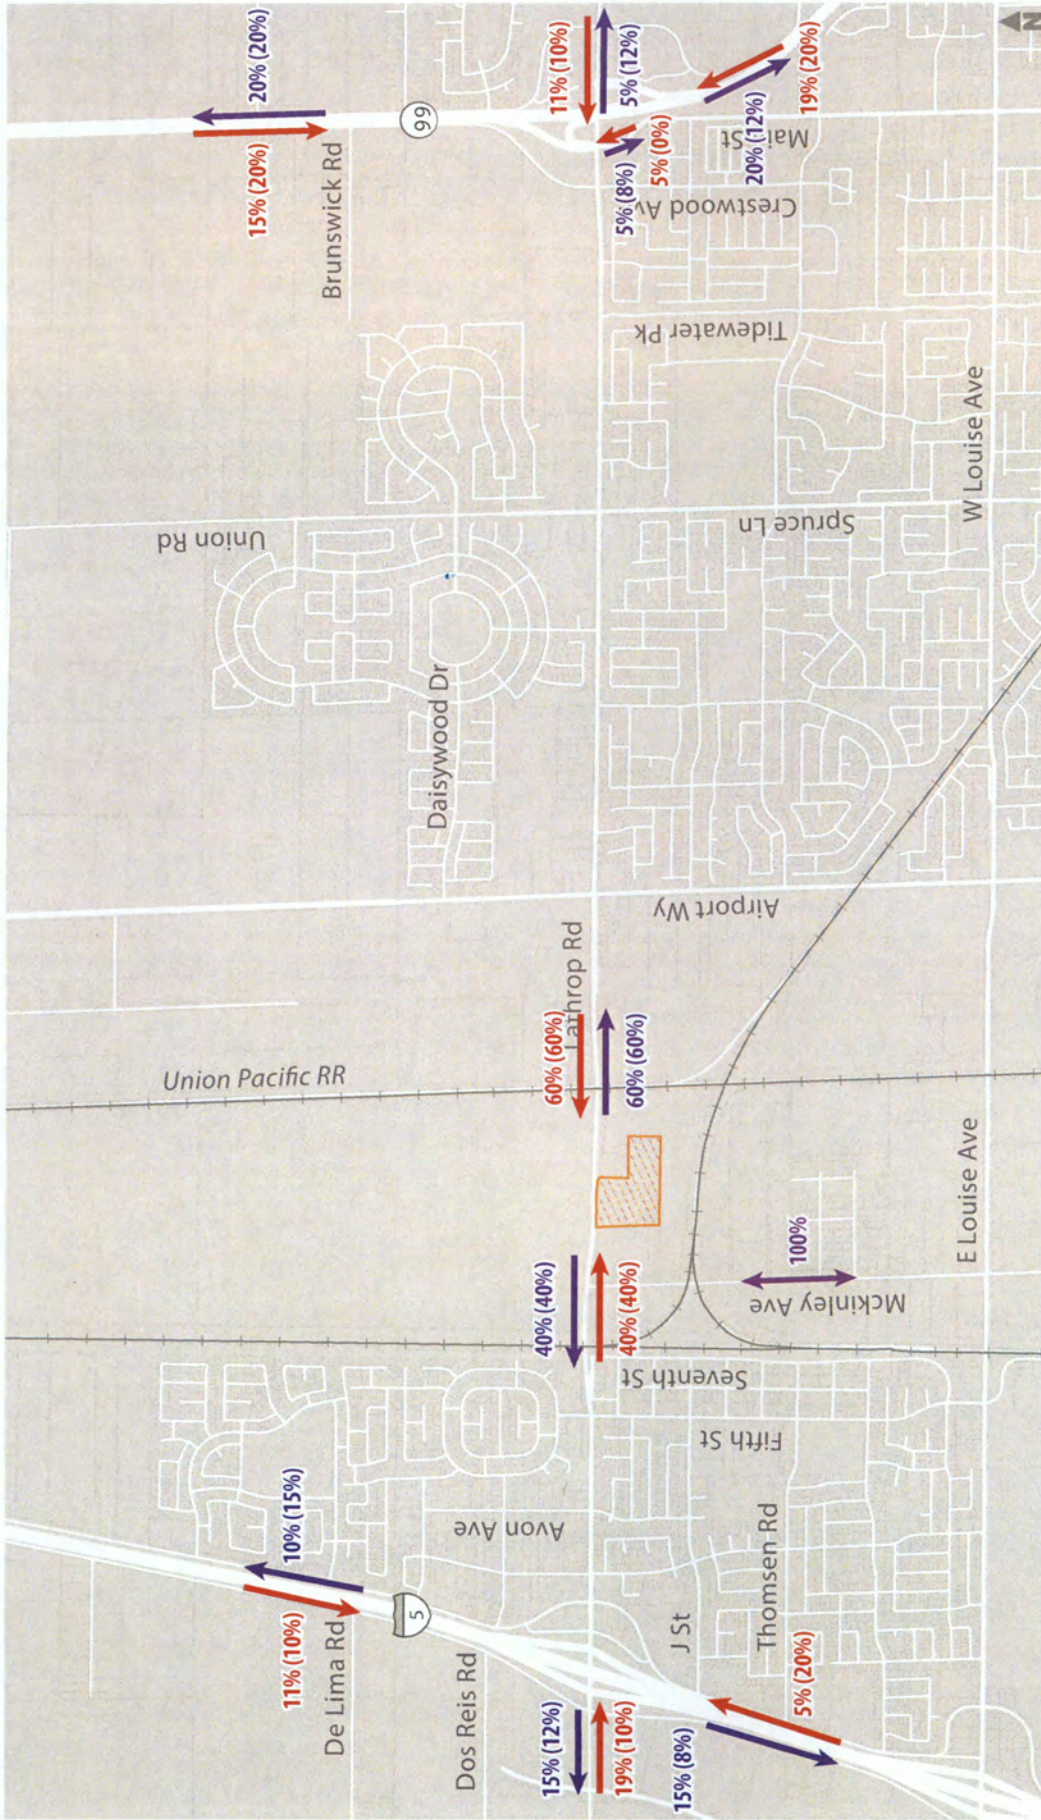 11% (10%)
10% (15%)
De Lima Rd
5
Dos Reis Rd
Avon Ave
15% (12%)
19% (10%)
15% (8%)
J St
Thomsen Rd
5% (20%)
Fifth St
Seventh St
40% (40%)
40% (40%)
100%
Mckinley Ave
E Louise Ave
Union Pacific RR
60% (60%)
Lathrop Rd
60% (60%)
Airport Wy
Daisywood Dr
Union Rd
Spruce Ln
W Louise Ave
Tidewater Pk
15% (20%)
20% (20%)
Brunswick Rd
99
11% (10%)
5% (12%)
5% (8%)
5% (0%)
Crestwood Av
Main St
20% (12%)
19% (20%)
N